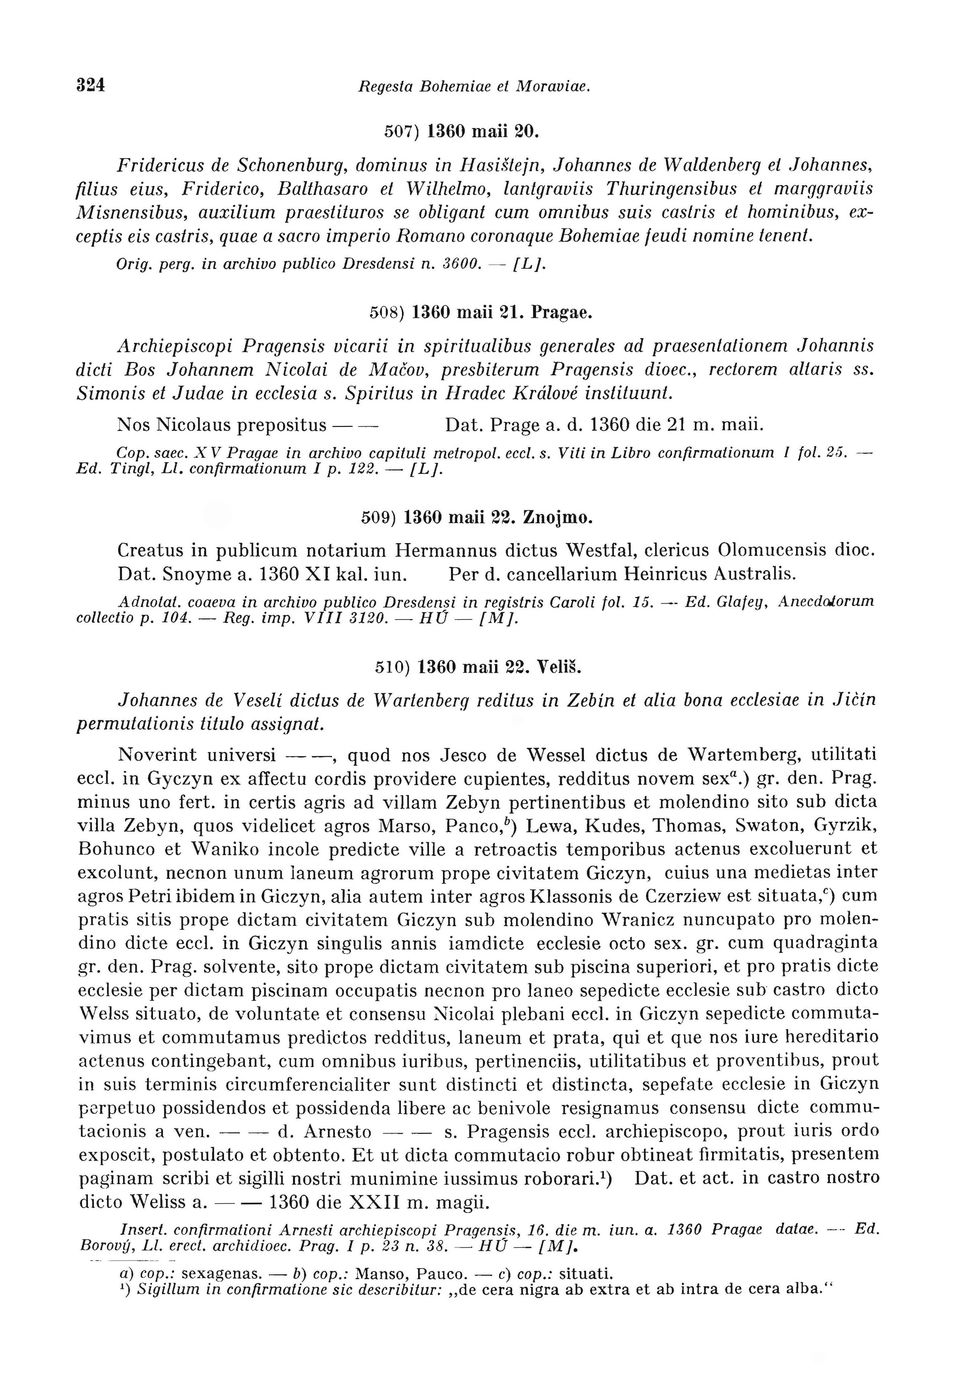 324 Regesta Bohemiae et Moraviae.
507) 1360 maii 20.
Fridericus de Schonenburg, dominus in Hasištejn, Johannes de Waldenberg et Johannes,
filius eius, Friderico, Balthasaro et Wilhelmo, lantgraviis Thuringensibus et marggraviis
Misnensibus, auxilium praestituros se obligant cum omnibus suis castris et hominibus, ex-
ceptis eis castris, quae a sacro imperio Romano coronaque Bohemiae feudi nomine tenent.
Orig. perg. in archivo publico Dresdensi n. 3600. — [L].
508) 1360 maii 21. Pragae.
Archiepiscopi Pragensis vicarii in spiritualibus generales ad praesentationem Johannis
dicti Bos Johannem Nicolai de Mačov, presbiterum Pragensis dioec., rectorem altaris ss.
Simonis et Judae in ecclesia s. Spiritus in Hradec Králové instituunt.
Nos Nicolaus prepositus — — Dat. Prage a. d. 1360 die 21 m. maii.
Cop. saec. XV Pragae in archivo capituli metropol. eccl. s. Viti in Libro confirmationum I fol. 25. —
Ed. Tingl, Ll. confirmationum I p. 122. — [L].
509) 1360 maii 22. Znojmo.
Creatus in publicum notarium Hermannus dictus Westfal, clericus Olomucensis dioc.
Dat. Snoyme a. 1360 XI kal. iun. Per d. cancellarium Heinricus Australis.
Adnotat. coaeva in archivo publico Dresdensi in registris Caroli fol. 15. — Ed. Glafey, Anecdotorum
collectio p. 104. — Reg. imp. VIII 3120. — HÚ — [M].
510) 1360 maii 22. Veliš.
Johannes de Veselí dictus de Wartenberg reditus in Zebín et alia bona ecclesiae in Jičín
permutationis titulo assignat.
Noverint universi — —, quod nos Jesco de Wessel dictus de Wartemberg, utilitati
eccl. in Gyczyn ex affectu cordis providere cupientes, redditus novem sexᵃ.) gr. den. Prag.
minus uno fert. in certis agris ad villam Zebyn pertinentibus et molendino sito sub dicta
villa Zebyn, quos videlicet agros Marso, Panco,ᵇ) Lewa, Kudes, Thomas, Swaton, Gyrzik,
Bohunco et Waniko incole predicte ville a retroactis temporibus actenus excoluerunt et
excolunt, necnon unum laneum agrorum prope civitatem Giczyn, cuius una medietas inter
agros Petri ibidem in Giczyn, alia autem inter agros Klassonis de Czerziew est situata,ᶜ) cum
pratis sitis prope dictam civitatem Giczyn sub molendino Wranicz nuncupato pro molen-
dino dicte eccl. in Giczyn singulis annis iamdicte ecclesie octo sex. gr. cum quadraginta
gr. den. Prag. solvente, sito prope dictam civitatem sub piscina superiori, et pro pratis dicte
ecclesie per dictam piscinam occupatis necnon pro laneo sepedicte ecclesie sub castro dicto
Welss situato, de voluntate et consensu Nicolai plebani eccl. in Giczyn sepedicte commuta-
vimus et commutamus predictos redditus, laneum et prata, qui et que nos iure hereditario
actenus contingebant, cum omnibus iuribus, pertinenciis, utilitatibus et proventibus, prout
in suis terminis circumferencialiter sunt distincti et distincta, sepefate ecclesie in Giczyn
perpetuo possidendos et possidenda libere ac benivole resignamus consensu dicte commu-
tacionis a ven. — — d. Arnesto — — s. Pragensis eccl. archiepiscopo, prout iuris ordo
exposcit, postulato et obtento. Et ut dicta commutacio robur obtineat firmitatis, presentem
paginam scribi et sigilli nostri munimine iussimus roborari.¹) Dat. et act. in castro nostro
dicto Weliss a. — — 1360 die XXII m. magii.
Insert. confirmationi Arnesti archiepiscopi Pragensis, 16. die m. iun. a. 1360 Pragae datae. — Ed.
Borový, Ll. erect. archidioec. Prag. I p. 23 n. 38. — HÚ — [M].
a) cop.: sexagenas. — b) cop.: Manso, Pauco. — c) cop.: situati.
¹) Sigillum in confirmatione sic describitur: „de cera nigra ab extra et ab intra de cera alba.“